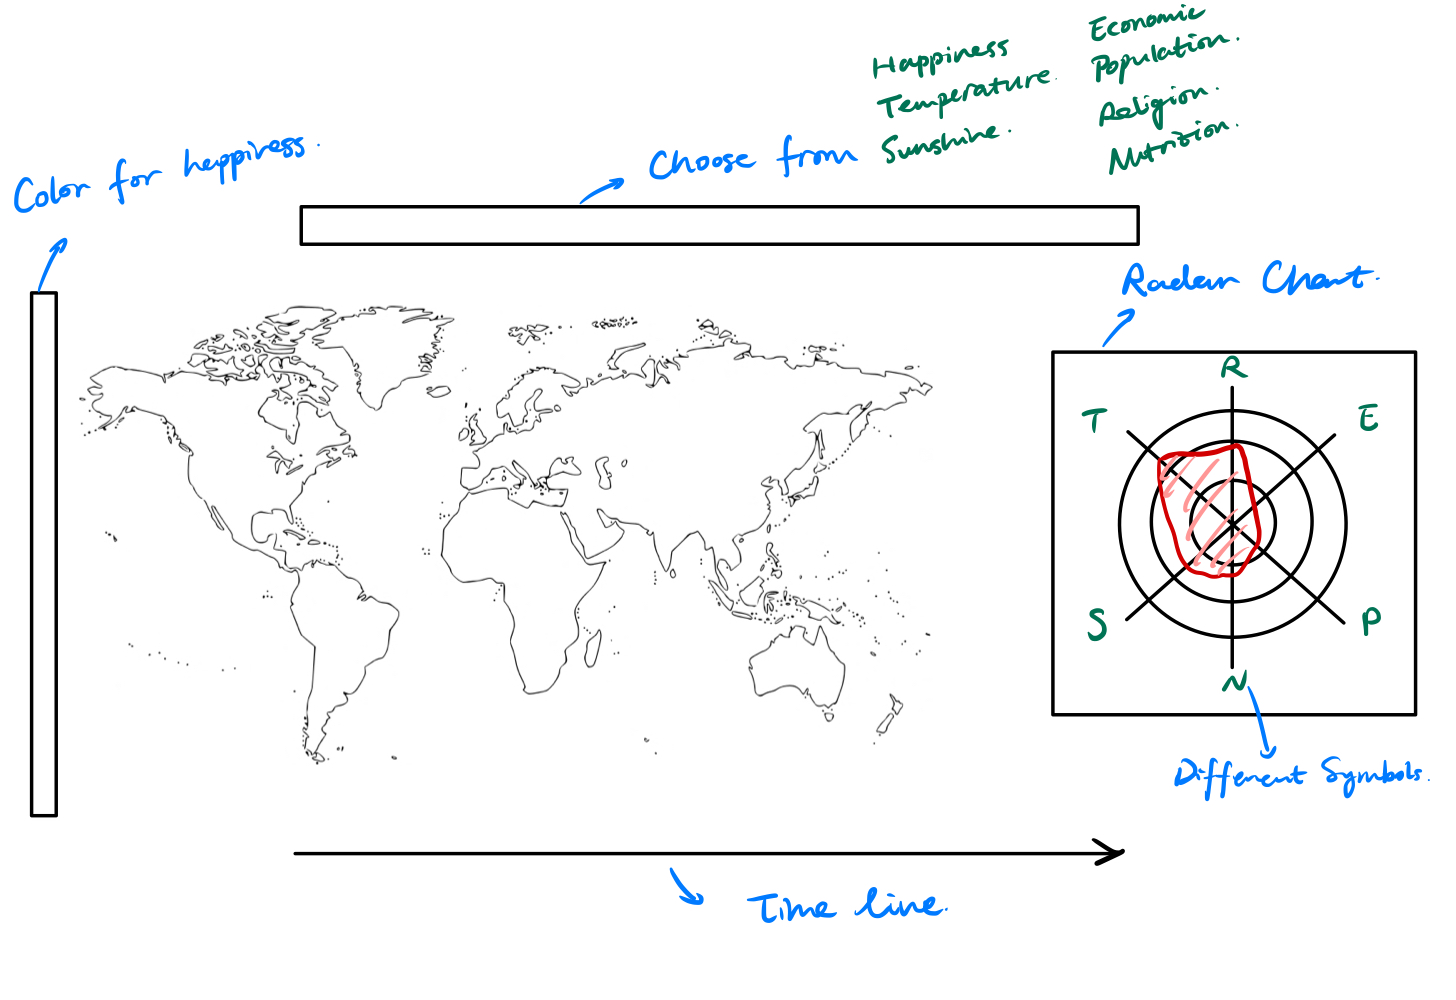 Happiness
Temperature.
Sunshine.
Economic
Population.
Religion.
Nutrition.
Color for happiness.
Choose from
Radar Chart.
R
T
E
S
P
N
Different Symbols.
Time line.